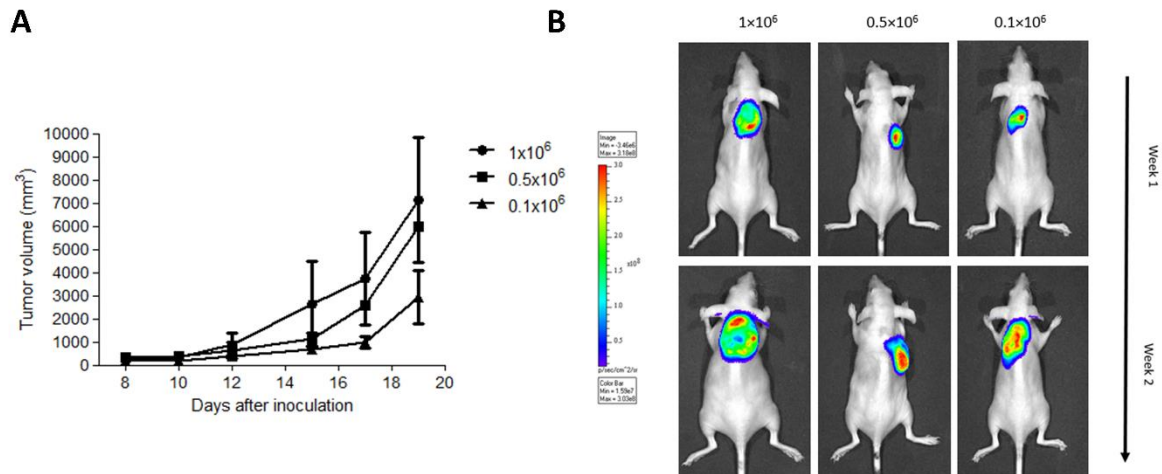 A
10000
9000
8000
7000
6000
5000
4000
3000
2000
1000
0
Tumor volume (mm³)
8 10 12 14 16 18 20
Days after inoculation
1x10⁶
0.5x10⁶
0.1x10⁶
Image
Min = -3.46e6
Max = 3.18e8
3.0
2.5
2.0
1.5
x10⁸
1.0
0.5
p/sec/cm^2/sr
Color Bar
Min = 1.59e7
Max = 3.03e8
B
1×10⁶ 0.5×10⁶ 0.1×10⁶
Week 1
Week 2